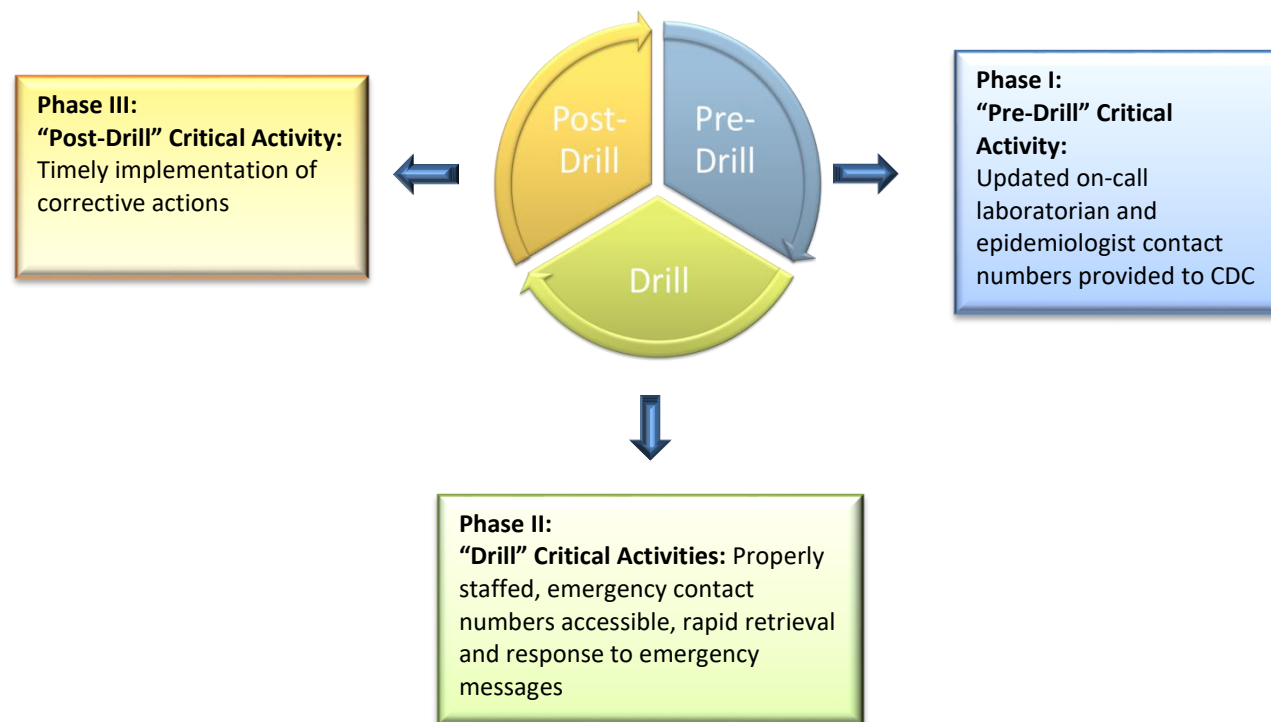 Post-
Drill
Pre-
Drill
Drill
Phase III:
“Post-Drill” Critical Activity:
Timely implementation of
corrective actions
Phase I:
“Pre-Drill” Critical
Activity:
Updated on-call
laboratorian and
epidemiologist contact
numbers provided to CDC
Phase II:
“Drill” Critical Activities: Properly
staffed, emergency contact
numbers accessible, rapid retrieval
and response to emergency
messages